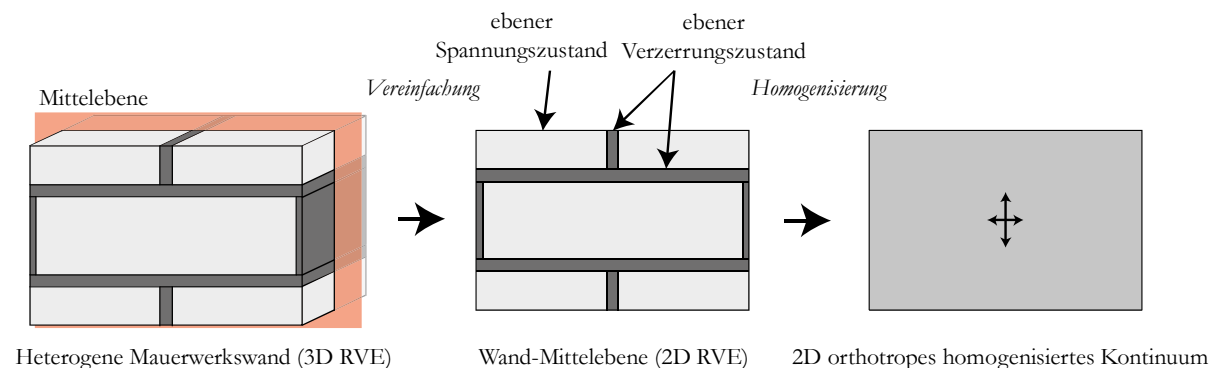 ebener
Spannungszustand
ebener
Verzerrungszustand
Mittelebene
Vereinfachung
Homogenisierung
Heterogene Mauerwerkswand (3D RVE)
Wand-Mittelebene (2D RVE)
2D orthotropes homogenisiertes Kontinuum